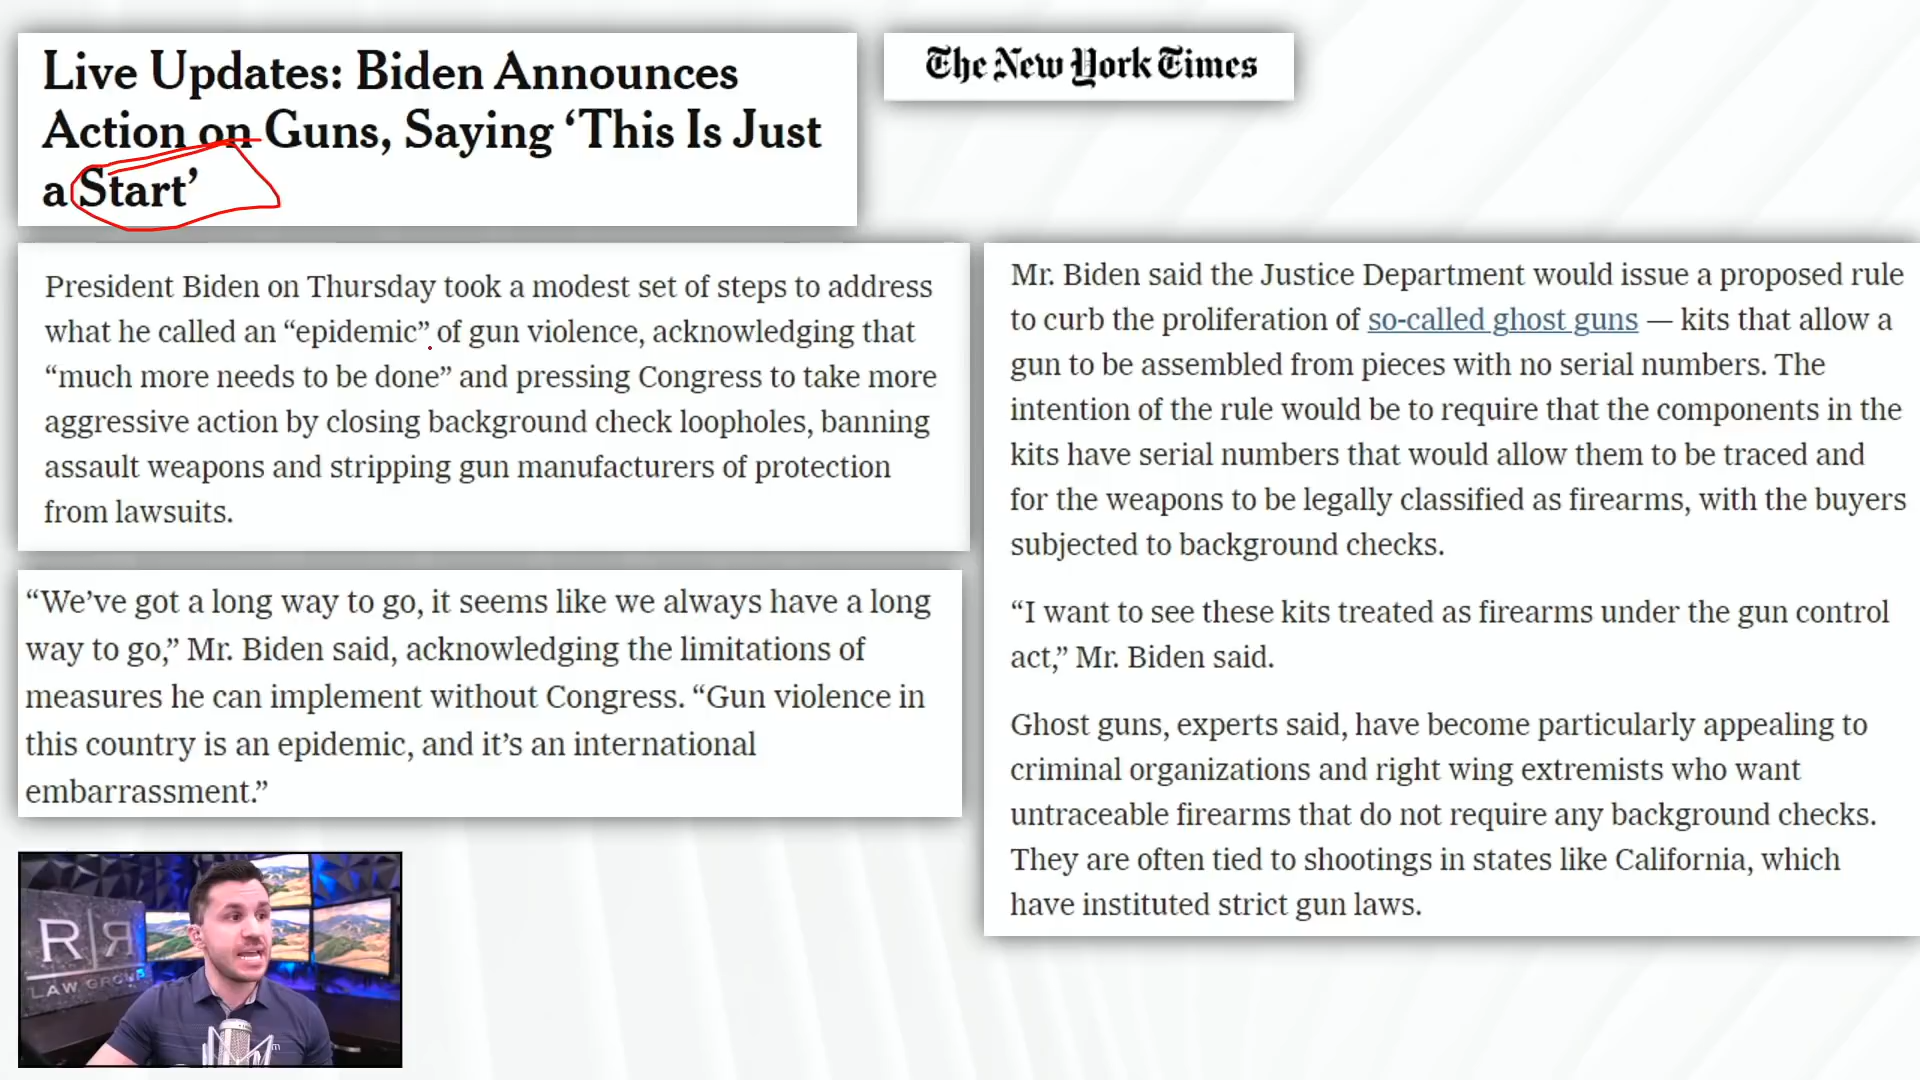 Live Updates: Biden Announces
Action on Guns, Saying ‘This Is Just
a Start’
The New York Times
President Biden on Thursday took a modest set of steps to address
what he called an “epidemic” of gun violence, acknowledging that
“much more needs to be done” and pressing Congress to take more
aggressive action by closing background check loopholes, banning
assault weapons and stripping gun manufacturers of protection
from lawsuits.
“We’ve got a long way to go, it seems like we always have a long
way to go,” Mr. Biden said, acknowledging the limitations of
measures he can implement without Congress. “Gun violence in
this country is an epidemic, and it’s an international
embarrassment.”
Mr. Biden said the Justice Department would issue a proposed rule
to curb the proliferation of so-called ghost guns — kits that allow a
gun to be assembled from pieces with no serial numbers. The
intention of the rule would be to require that the components in the
kits have serial numbers that would allow them to be traced and
for the weapons to be legally classified as firearms, with the buyers
subjected to background checks.
“I want to see these kits treated as firearms under the gun control
act,” Mr. Biden said.
Ghost guns, experts said, have become particularly appealing to
criminal organizations and right wing extremists who want
untraceable firearms that do not require any background checks.
They are often tied to shootings in states like California, which
have instituted strict gun laws.
R|R
LAW GROUP